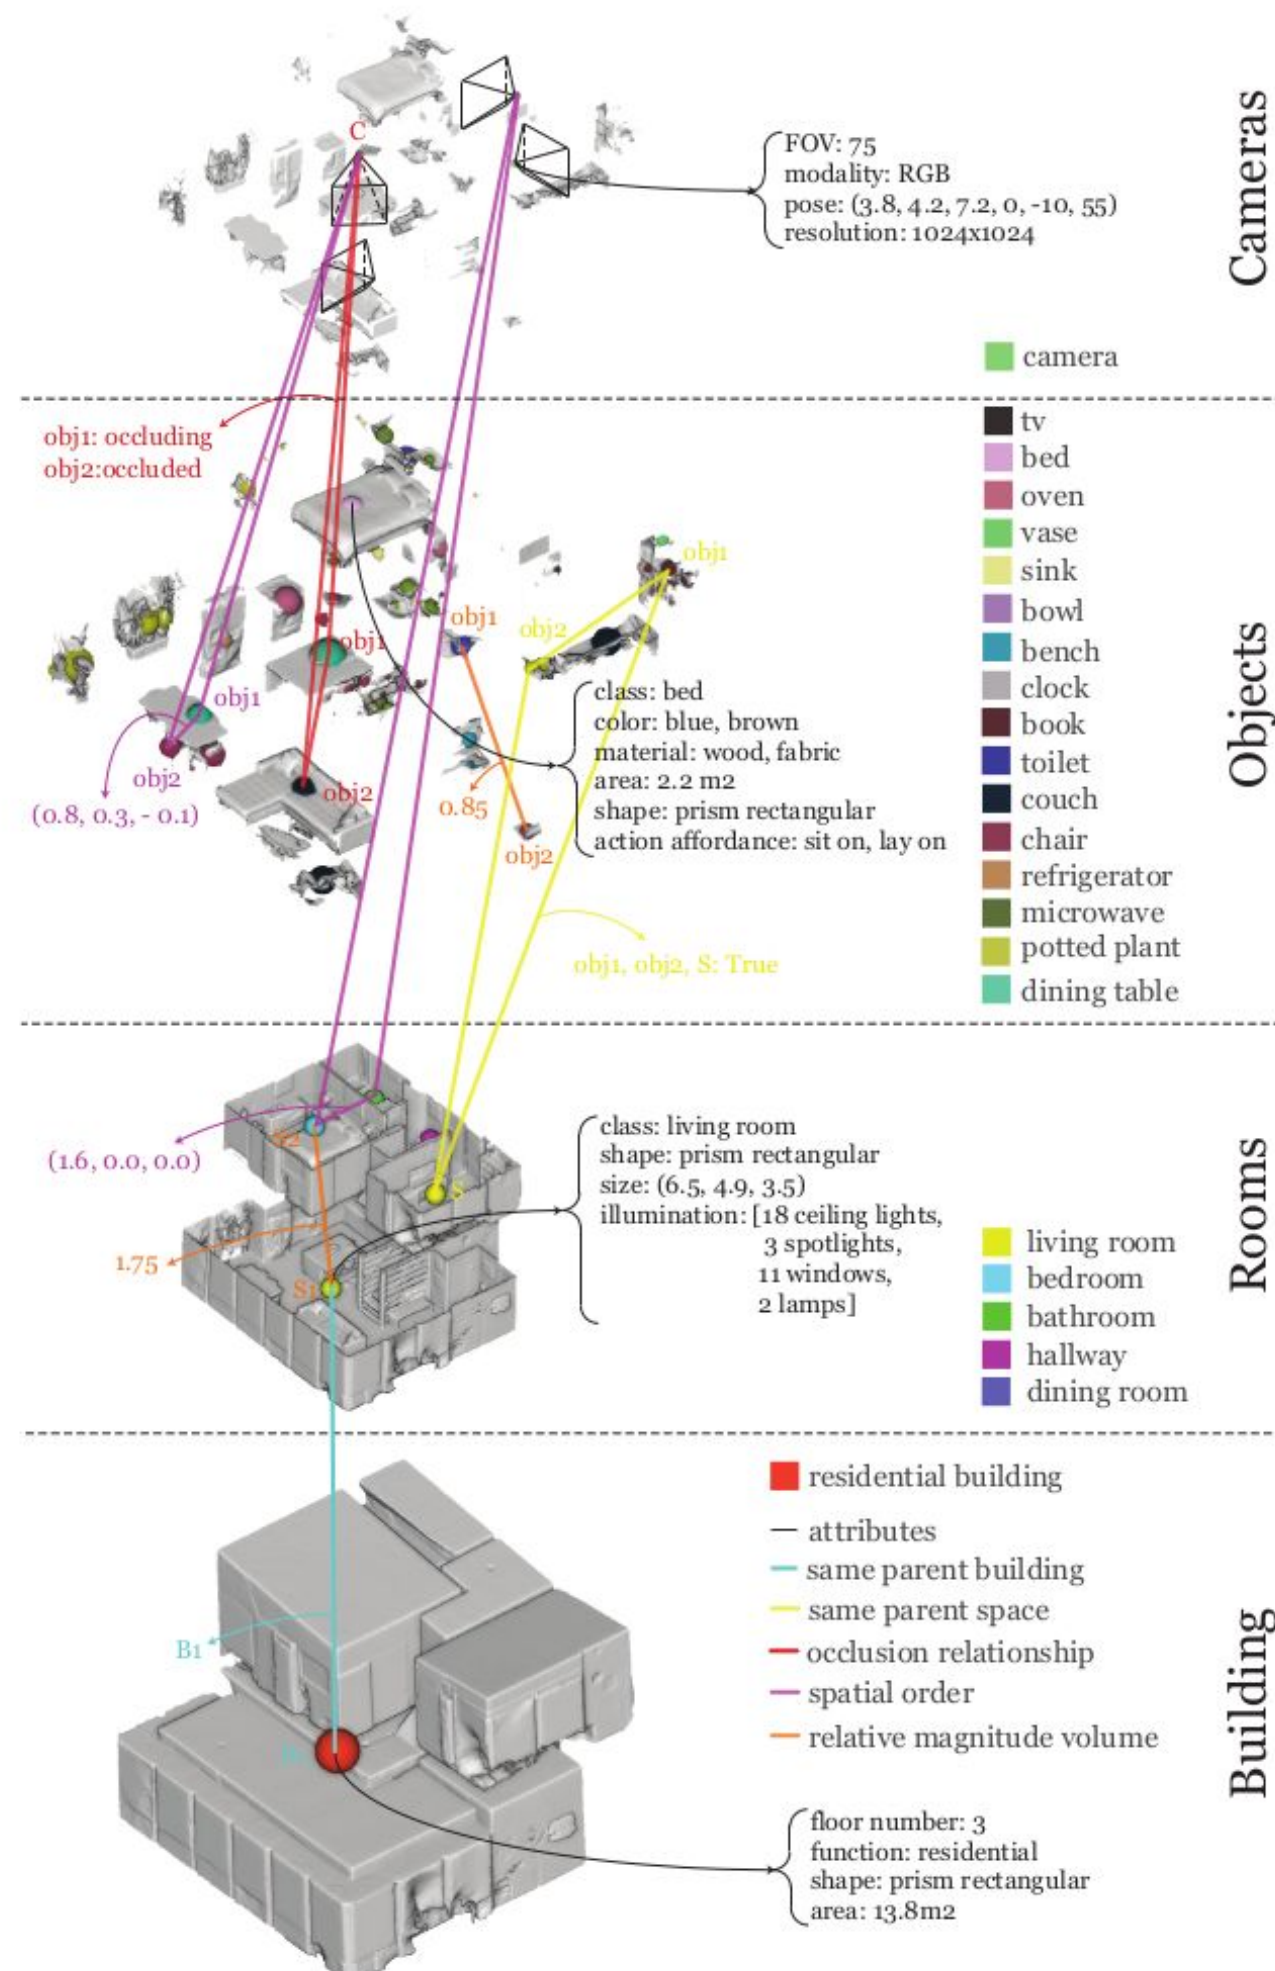 Cameras
C
FOV: 75
modality: RGB
pose: (3.8, 4.2, 7.2, 0, -10, 55)
resolution: 1024x1024
camera
Objects
obj1: occluding
obj2:occluded
tv
bed
oven
vase
sink
bowl
bench
clock
book
toilet
couch
chair
refrigerator
microwave
potted plant
dining table
obj1
obj2
obj1
obj1
obj1
obj2
(0.8, 0.3, - 0.1)
obj2
0.85
obj2
class: bed
color: blue, brown
material: wood, fabric
area: 2.2 m2
shape: prism rectangular
action affordance: sit on, lay on
obj1, obj2, S: True
Rooms
(1.6, 0.0, 0.0)
S
1.75
S1
class: living room
shape: prism rectangular
size: (6.5, 4.9, 3.5)
illumination: [18 ceiling lights,
3 spotlights,
11 windows,
2 lamps]
living room
bedroom
bathroom
hallway
dining room
Building
residential building
attributes
same parent building
same parent space
occlusion relationship
spatial order
relative magnitude volume
B1
floor number: 3
function: residential
shape: prism rectangular
area: 13.8m2